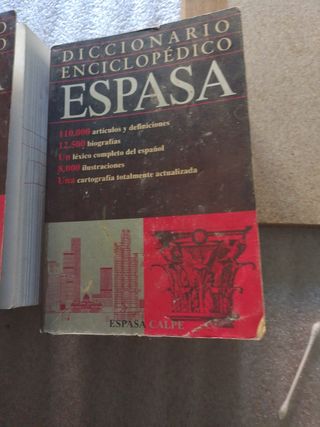 DICCIONARIO
ENCICLOPÉDICO
ESPASA
110.000 artículos y definiciones
12.500 biografías
Un léxico completo del español
8.000 ilustraciones
Una cartografía totalmente actualizada
ESPASA CALPE
O
CO
A